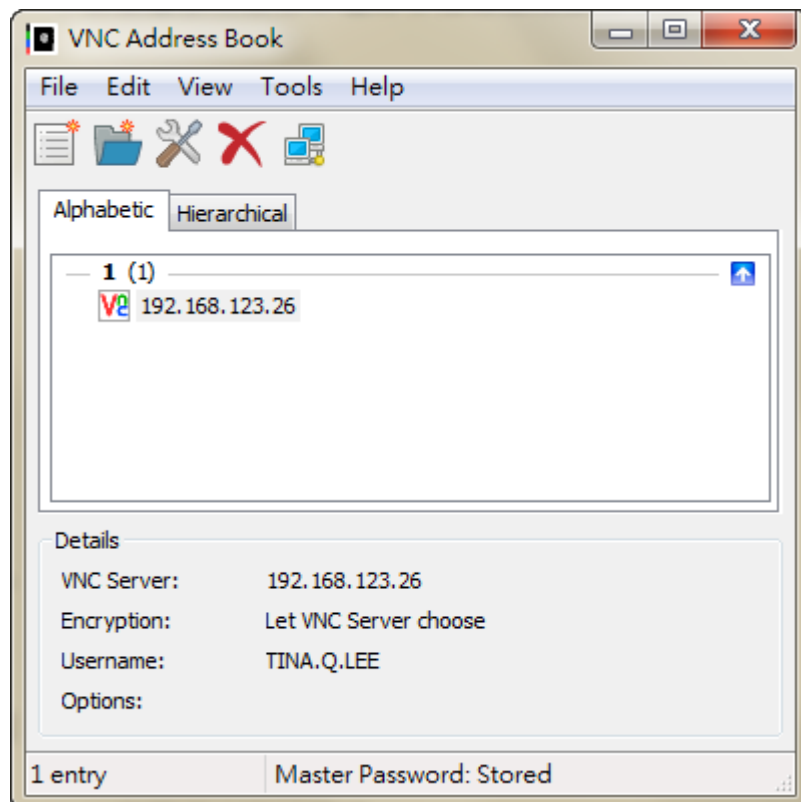 VNC Address Book
File Edit View Tools Help
Alphabetic Hierarchical
1 (1)
192.168.123.26
Details
VNC Server: 192.168.123.26
Encryption: Let VNC Server choose
Username: TINA.Q.LEE
Options:
1 entry Master Password: Stored